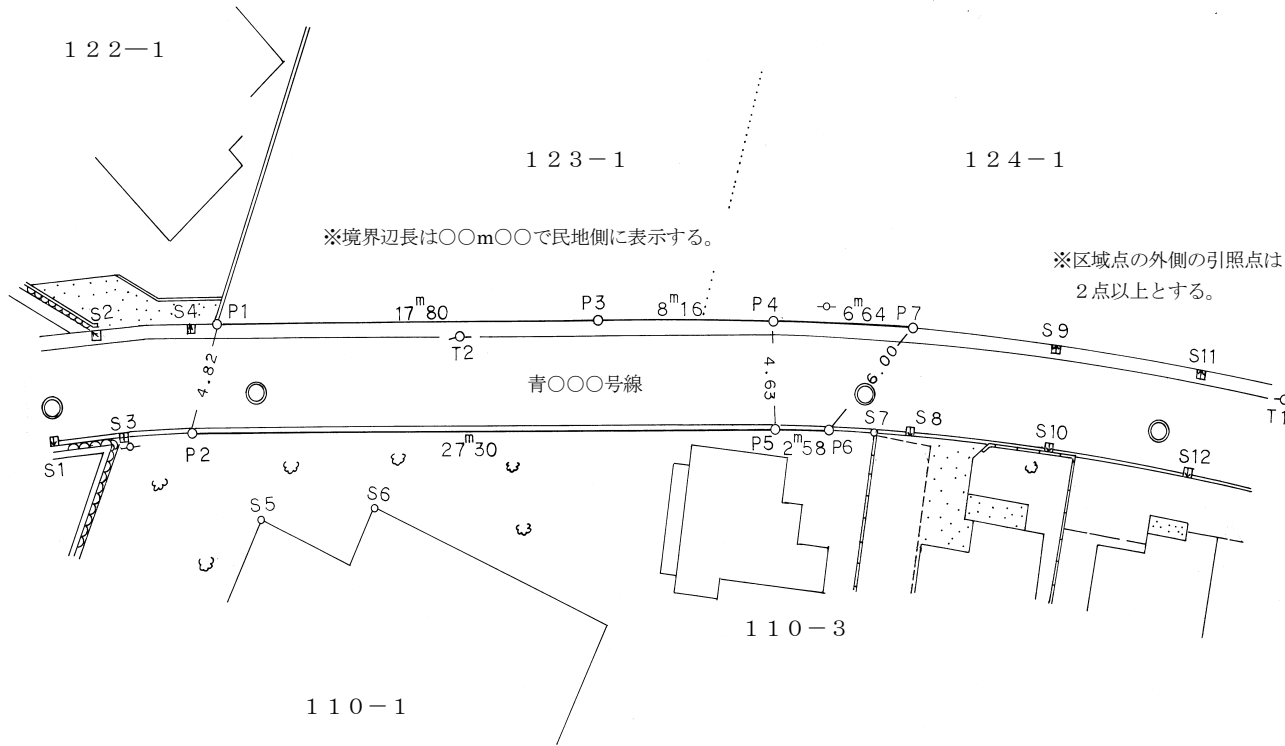 １２２－１
１２３－１
１２４－１
※境界辺長は○○m○○で民地側に表示する。
※区域点の外側の引照点は
２点以上とする。
S2
S4
P1
17m80
P3
8m16
P4
6m64
P7
S9
S11
T2
T1
4.82
青○○○号線
4.63
6.00
S1
S3
P2
27m30
P5
2m58
P6
S7
S8
S10
S12
S5
S6
１１０－３
１１０－１